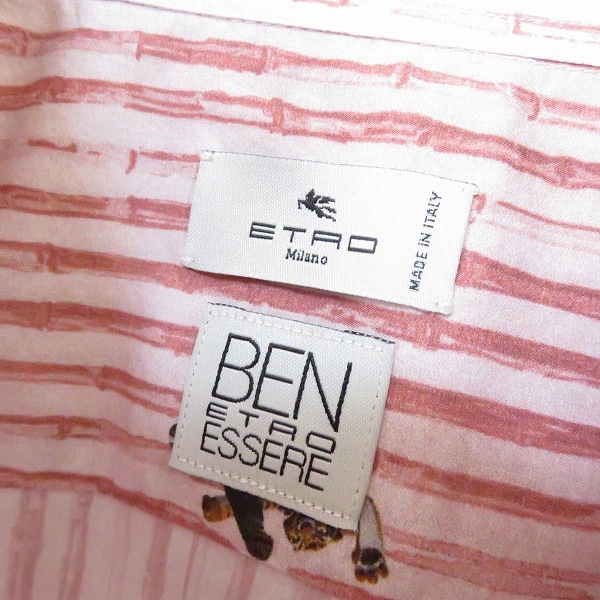 ETRO
Milano
MADE IN ITALY
BEN
ETRO
ESSERE